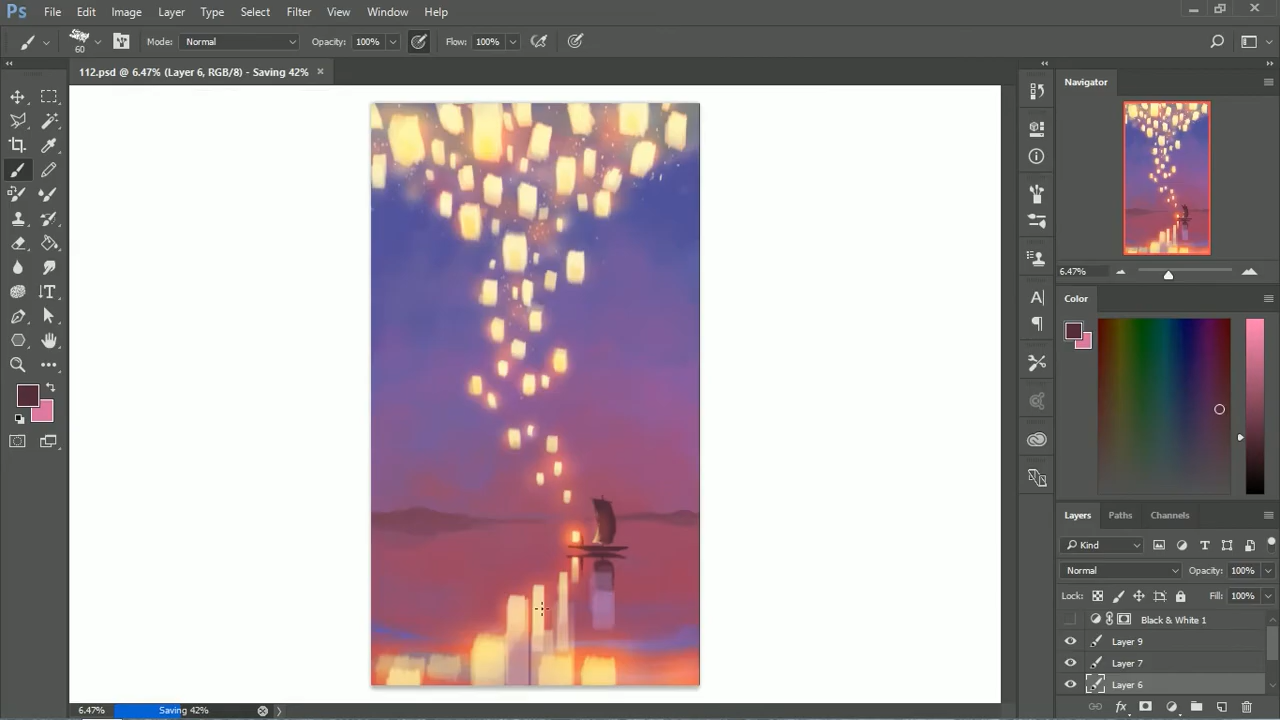 Ps File Edit Image Layer Type Select Filter View Window Help
60 Mode: Normal Opacity: 100% Flow: 100%
112.psd @ 6.47% (Layer 6, RGB/8) - Saving 42% ×
Navigator
6.47%
Color
Layers Paths Channels
Kind
Normal Opacity: 100%
Lock: Fill: 100%
Black & White 1
Layer 9
Layer 7
Layer 6
6.47% Saving 42%